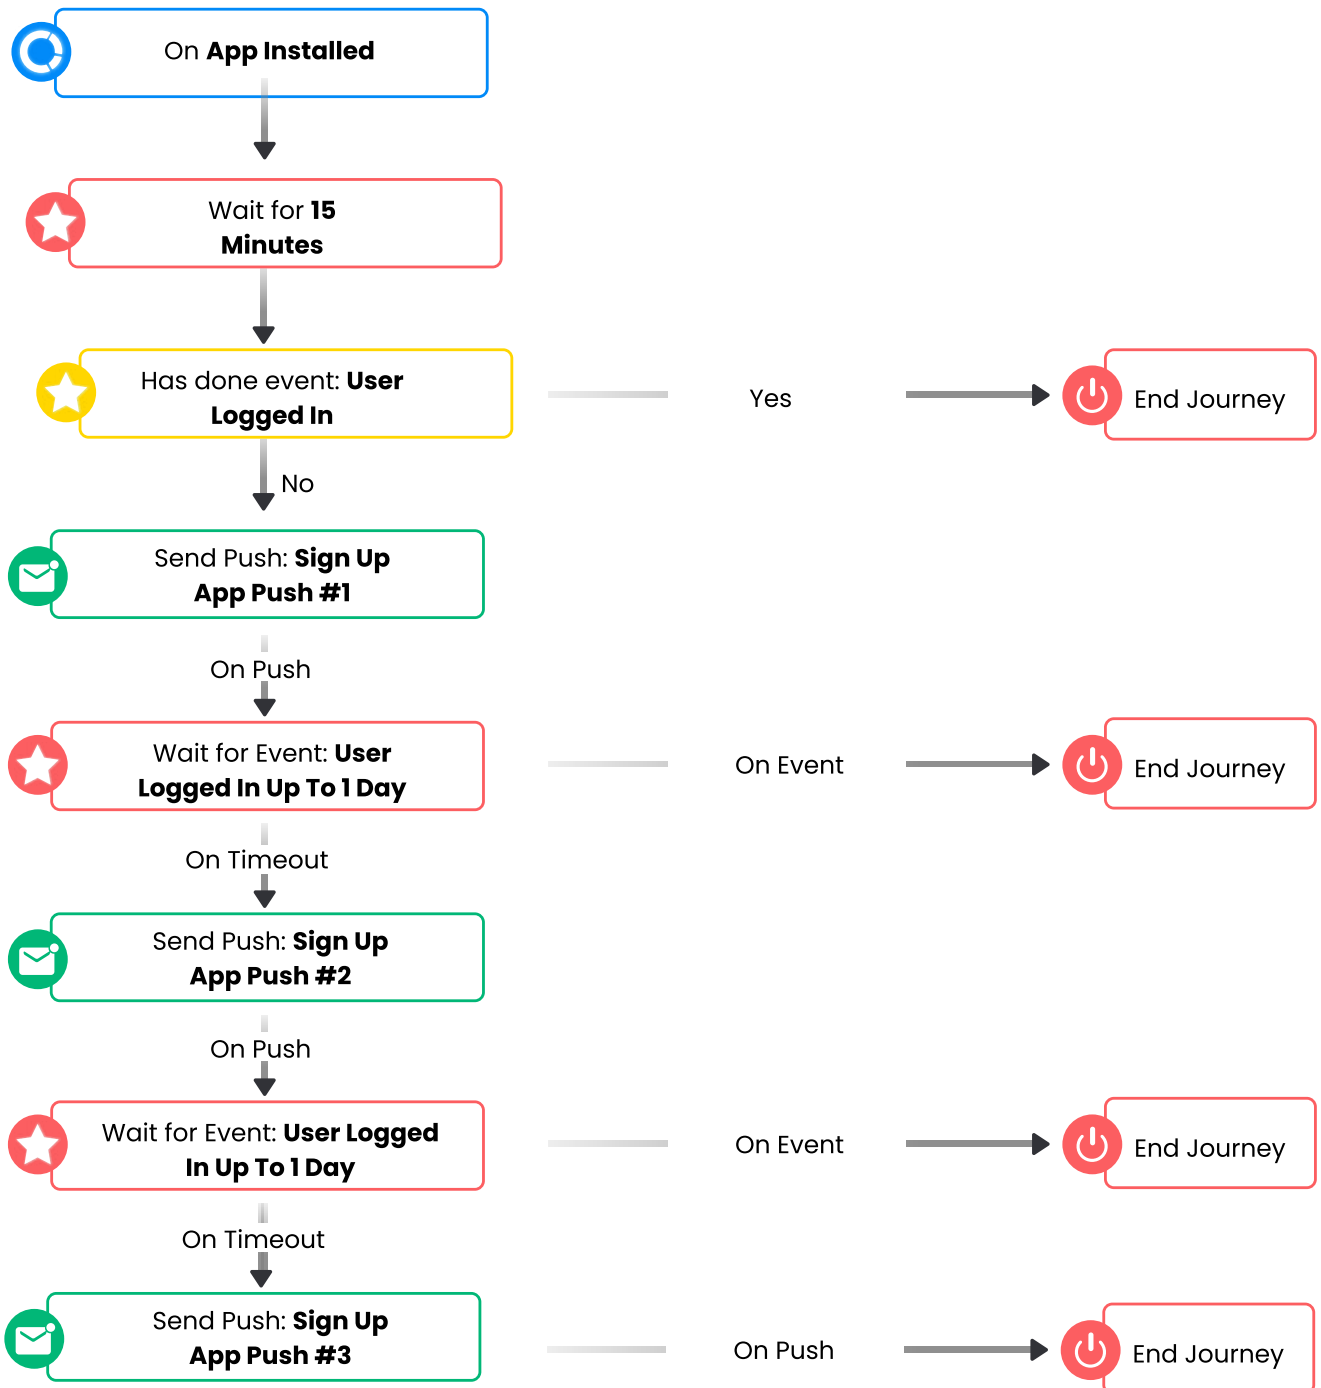 On App Installed
Wait for 15
Minutes
Has done event: User
Logged In
Yes
End Journey
No
Send Push: Sign Up
App Push #1
On Push
Wait for Event: User
Logged In Up To 1 Day
On Event
End Journey
On Timeout
Send Push: Sign Up
App Push #2
On Push
Wait for Event: User Logged
In Up To 1 Day
On Event
End Journey
On Timeout
Send Push: Sign Up
App Push #3
On Push
End Journey